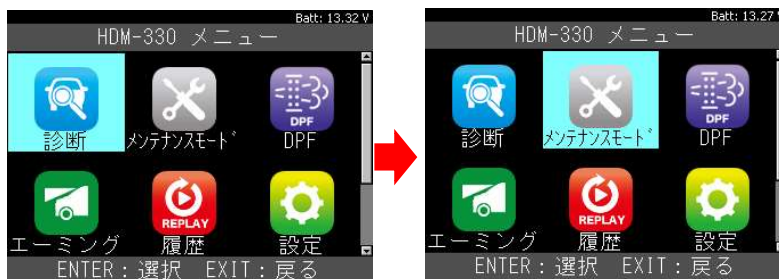 Batt: 13.32 V
HDM-330 メニュー
診断 メンテナンスモード DPF
DPF
エーミング 履歴 設定
REPLAY
ENTER：選択 EXIT：戻る
Batt: 13.27
HDM-330 メニュー
診断 メンテナンスモード DPF
DPF
エーミング 履歴 設定
REPLAY
ENTER：選択 EXIT：戻る